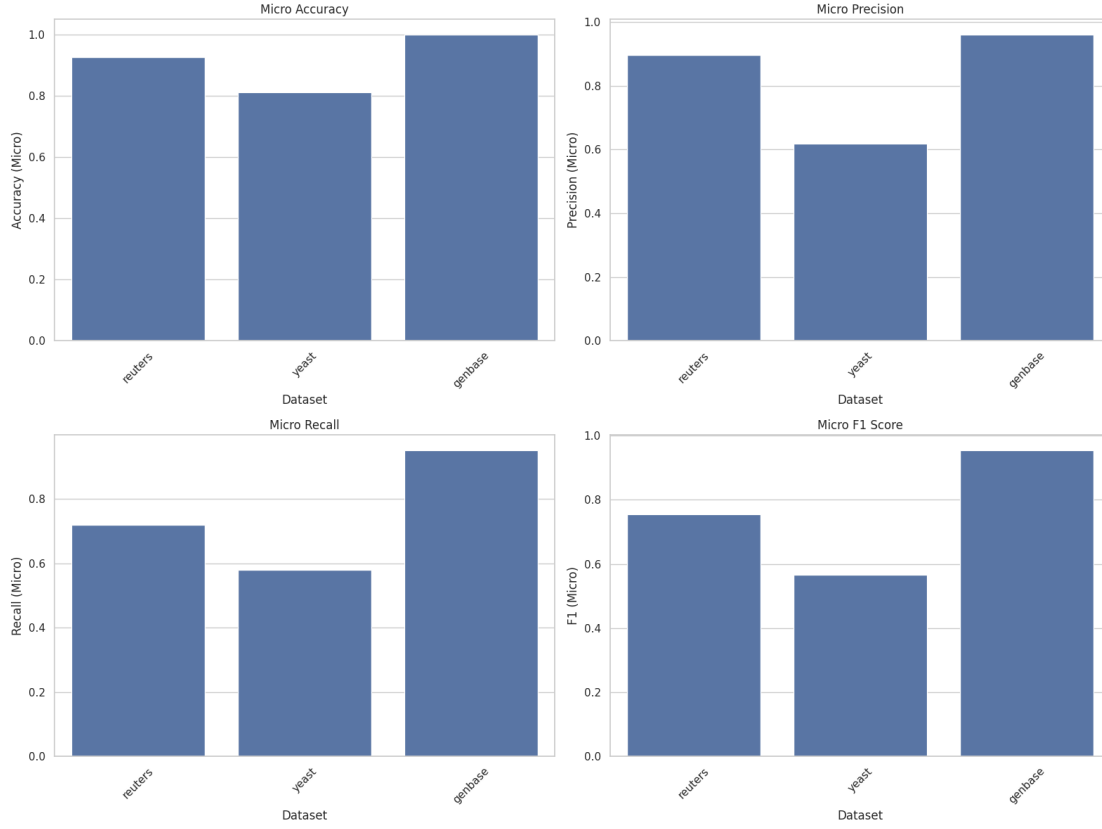 Micro Accuracy
Accuracy (Micro)
1.0
0.8
0.6
0.4
0.2
0.0
reuters
yeast
genbase
Dataset
Micro Precision
Precision (Micro)
1.0
0.8
0.6
0.4
0.2
0.0
reuters
yeast
genbase
Dataset
Micro Recall
Recall (Micro)
0.8
0.6
0.4
0.2
0.0
reuters
yeast
genbase
Dataset
Micro F1 Score
F1 (Micro)
1.0
0.8
0.6
0.4
0.2
0.0
reuters
yeast
genbase
Dataset